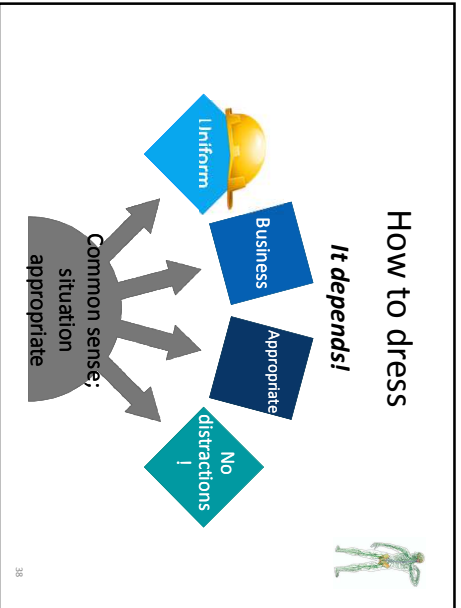 How to dress
It depends!
Uniform
Business
Appropriate
No
distractions
!
Common sense;
situation
appropriate
38